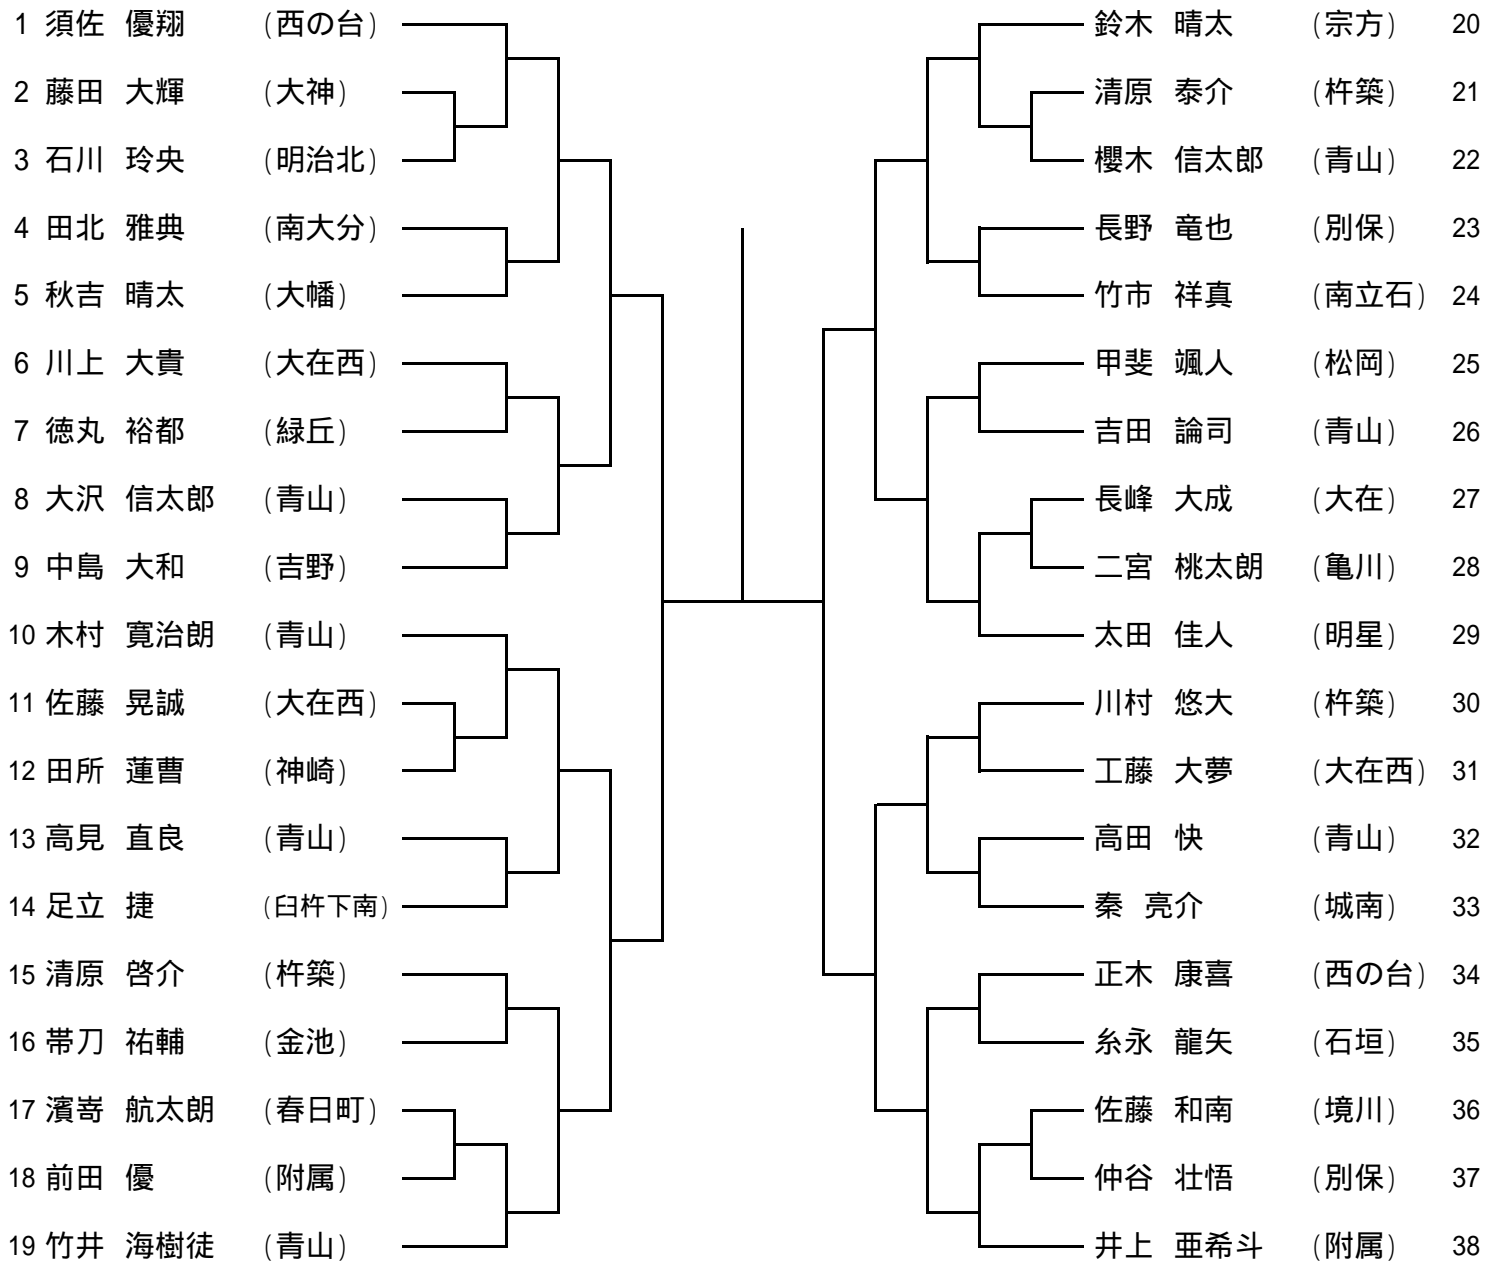 1 須佐 優翔 (西の台)
2 藤田 大輝 (大神)
3 石川 玲央 (明治北)
4 田北 雅典 (南大分)
5 秋吉 晴太 (大幡)
6 川上 大貴 (大在西)
7 徳丸 裕都 (緑丘)
8 大沢 信太郎 (青山)
9 中島 大和 (吉野)
10 木村 寛治朗 (青山)
11 佐藤 晃誠 (大在西)
12 田所 蓮曹 (神崎)
13 高見 直良 (青山)
14 足立 捷 (臼杵下南)
15 清原 啓介 (杵築)
16 帯刀 祐輔 (金池)
17 濱嵜 航太朗 (春日町)
18 前田 優 (附属)
19 竹井 海樹徒 (青山)
鈴木 晴太 (宗方) 20
清原 泰介 (杵築) 21
櫻木 信太郎 (青山) 22
長野 竜也 (別保) 23
竹市 祥真 (南立石) 24
甲斐 颯人 (松岡) 25
吉田 論司 (青山) 26
長峰 大成 (大在) 27
二宮 桃太朗 (亀川) 28
太田 佳人 (明星) 29
川村 悠大 (杵築) 30
工藤 大夢 (大在西) 31
高田 快 (青山) 32
秦 亮介 (城南) 33
正木 康喜 (西の台) 34
糸永 龍矢 (石垣) 35
佐藤 和南 (境川) 36
仲谷 壮悟 (別保) 37
井上 亜希斗 (附属) 38